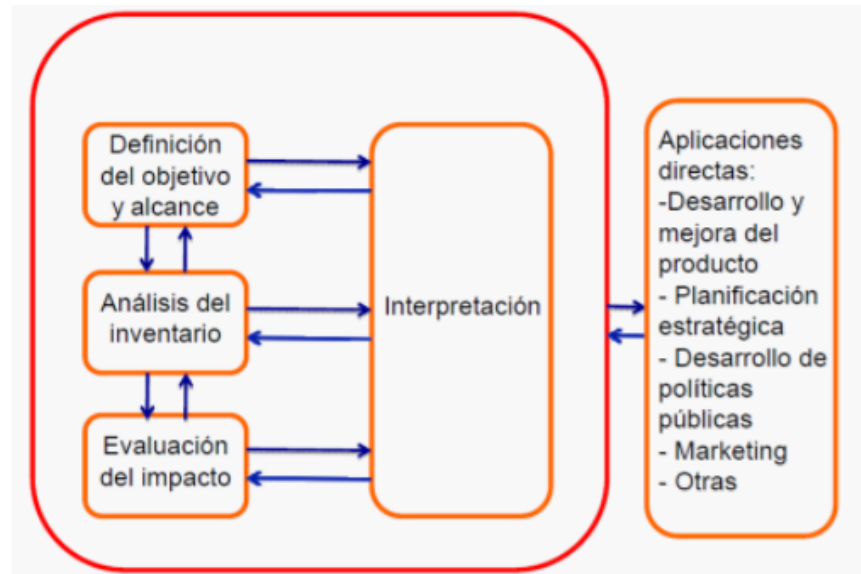 Definición
del objetivo
y alcance
Análisis del
inventario
Evaluación
del impacto
Interpretación
Aplicaciones
directas:
-Desarrollo y
mejora del
producto
- Planificación
estratégica
- Desarrollo de
políticas
públicas
- Marketing
- Otras